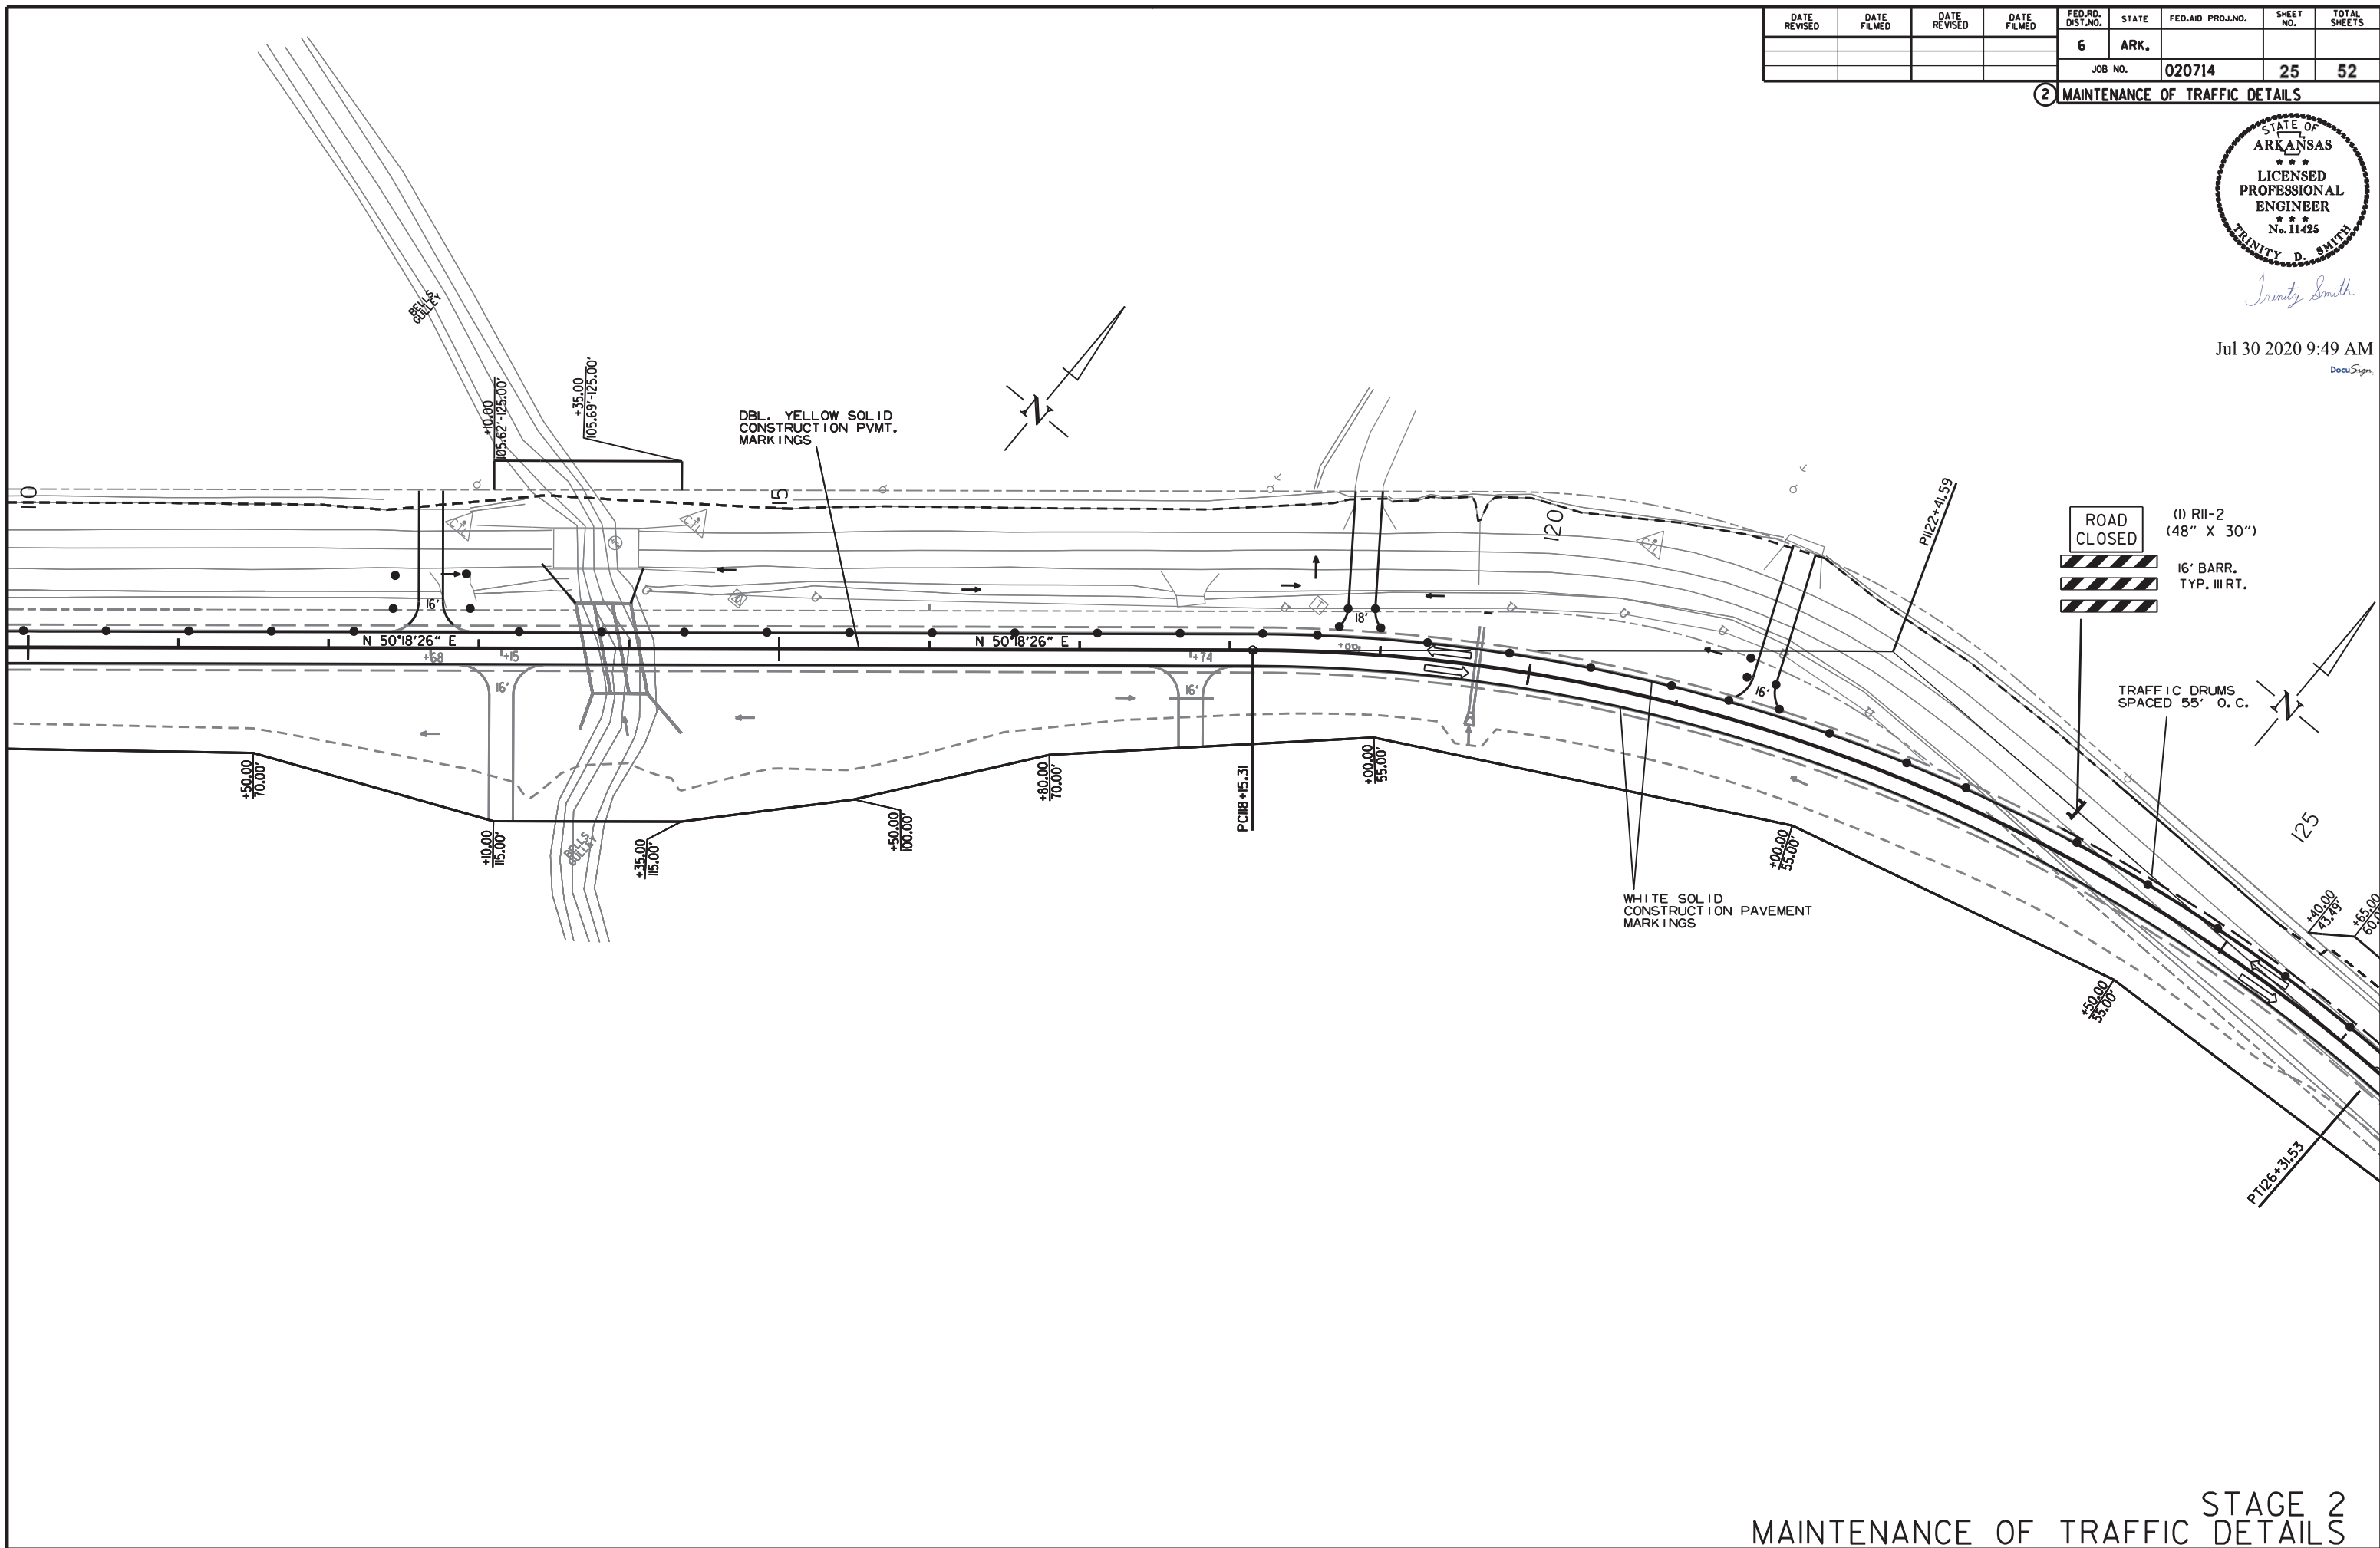 DATE REVISED
DATE FILMED
DATE REVISED
DATE FILMED
FED.RD. DIST.NO.
STATE
FED.AID PROJ.NO.
SHEET NO.
TOTAL SHEETS
6
ARK.
JOB NO.
020714
25
52
2 MAINTENANCE OF TRAFFIC DETAILS
STATE OF
ARKANSAS
* * *
LICENSED
PROFESSIONAL
ENGINEER
* * *
No. 11425
TRINITY D. SMITH
Trinity Smith
Jul 30 2020 9:49 AM
DocuSign
BELLS
GULLEY
+10.00
105.62'-125.00'
+35.00
105.69'-125.00'
DBL. YELLOW SOLID
CONSTRUCTION PVMT.
MARKINGS
N
110
115
120
PI122+41.59
ROAD
CLOSED
(1) R11-2
(48" X 30")
16' BARR.
TYP. III RT.
16'
18'
N 50°18'26" E
N 50°18'26" E
+68
+15
+74
16'
16'
16'
TRAFFIC DRUMS
SPACED 55' O.C.
N
125
+50.00
70.00'
+10.00
115.00'
BELLS
GULLEY
+35.00
115.00'
+50.00
100.00'
+80.00
70.00'
PC118+15.31
+00.00
55.00'
+00.00
55.00'
WHITE SOLID
CONSTRUCTION PAVEMENT
MARKINGS
+40.00
43.49'
+65.00
+50.00
55.00'
PT126+31.53
STAGE 2
MAINTENANCE OF TRAFFIC DETAILS